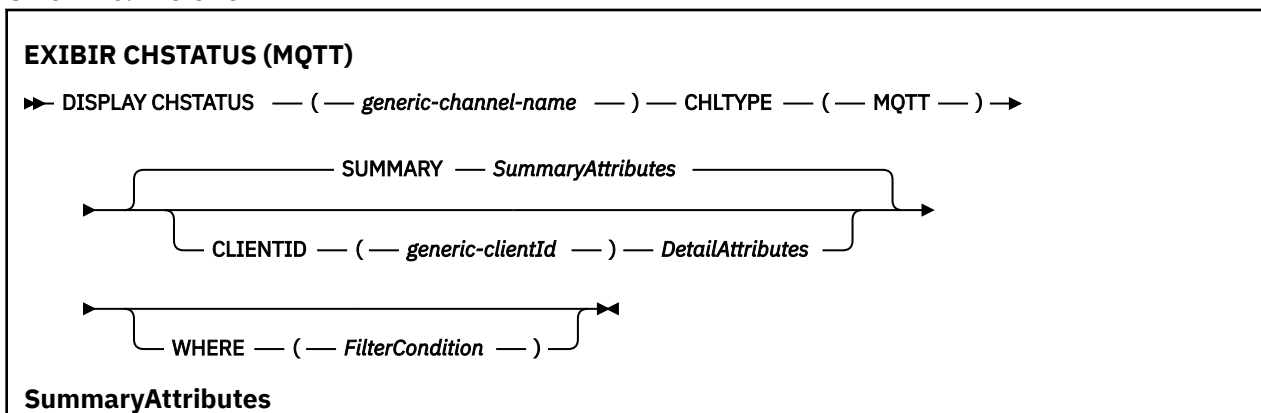 EXIBIR CHSTATUS (MQTT)
DISPLAY CHSTATUS ( generic-channel-name ) CHLTYPE ( MQTT )
SUMMARY SummaryAttributes
CLIENTID ( generic-clientId ) DetailAttributes
WHERE ( FilterCondition )
SummaryAttributes